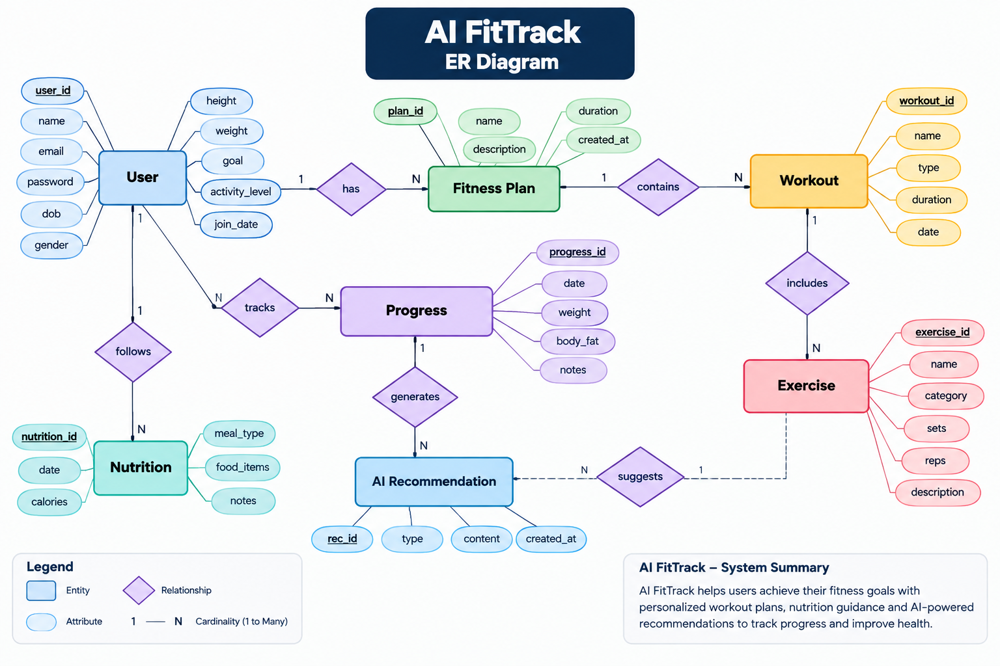 AI FitTrack
ER Diagram
user_id
name
email
password
dob
gender
height
weight
goal
activity_level
join_date
User
1
has
N
plan_id
name
description
duration
created_at
Fitness Plan
1
contains
N
workout_id
name
type
duration
date
Workout
1
includes
N
exercise_id
name
category
sets
reps
description
Exercise
1
1
follows
N
N
tracks
N
Progress
progress_id
date
weight
body_fat
notes
1
generates
N
nutrition_id
date
calories
Nutrition
meal_type
food_items
notes
AI Recommendation
N
suggests
1
rec_id
type
content
created_at
Legend
Entity
Relationship
Attribute
1
N
Cardinality (1 to Many)
AI FitTrack – System Summary
AI FitTrack helps users achieve their fitness goals with
personalized workout plans, nutrition guidance and AI-powered
recommendations to track progress and improve health.